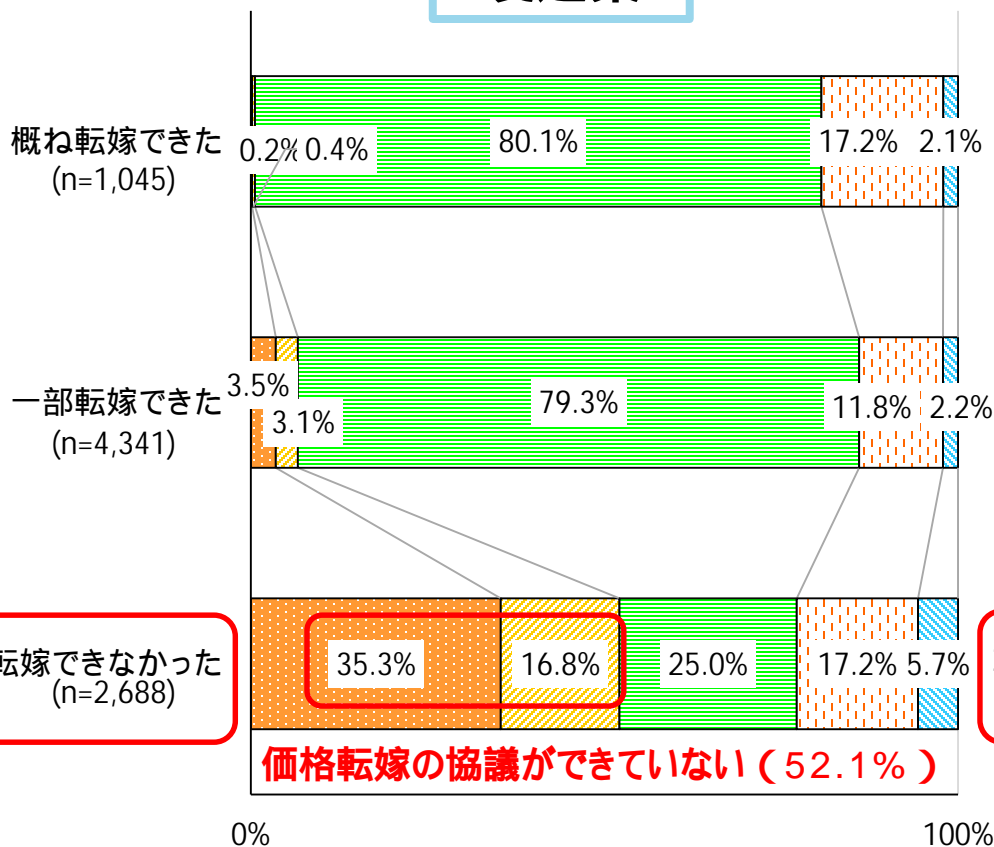 概ね転嫁できた
(n=1,045)
0.2%
0.4%
80.1%
17.2%
2.1%
一部転嫁できた
(n=4,341)
3.5%
3.1%
79.3%
11.8%
2.2%
転嫁できなかった
(n=2,688)
35.3%
16.8%
25.0%
17.2%
5.7%
価格転嫁の協議ができていない（52.1%）
0%
100%